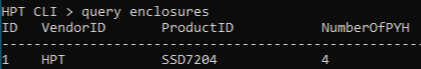 HPT CLI > query enclosures
ID  VendorID      ProductID           NumberOfPYH
-------------------------------------------------------
1   HPT           SSD7204             4